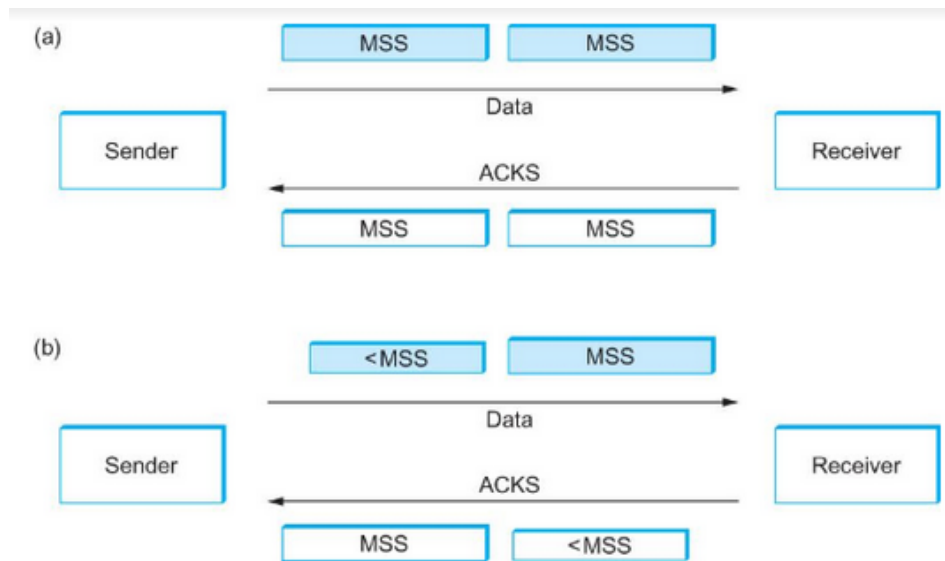 (a)
MSS MSS
Data
Sender Receiver
ACKS
MSS MSS
(b)
<MSS MSS
Data
Sender Receiver
ACKS
MSS <MSS